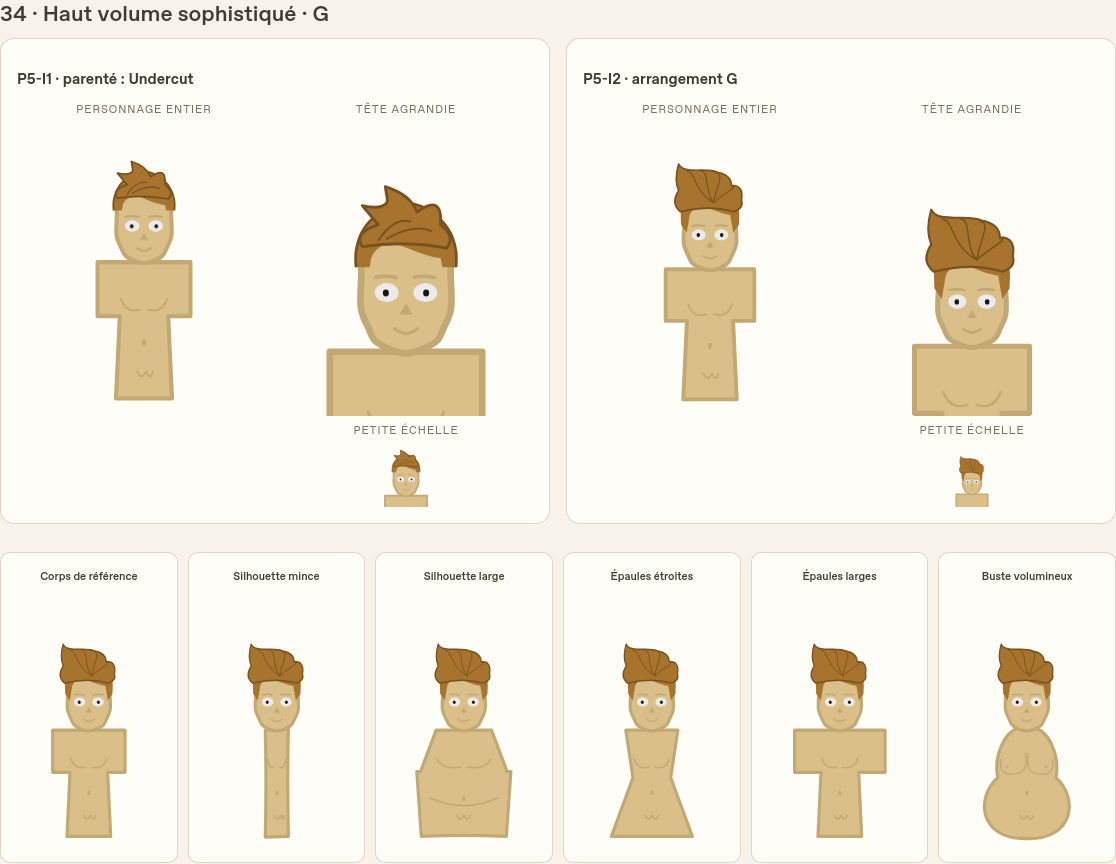 34 · Haut volume sophistiqué · G
P5-I1 · parenté : Undercut
PERSONNAGE ENTIER
TÊTE AGRANDIE
PETITE ÉCHELLE
P5-I2 · arrangement G
PERSONNAGE ENTIER
TÊTE AGRANDIE
PETITE ÉCHELLE
Corps de référence
Silhouette mince
Silhouette large
Épaules étroites
Épaules larges
Buste volumineux